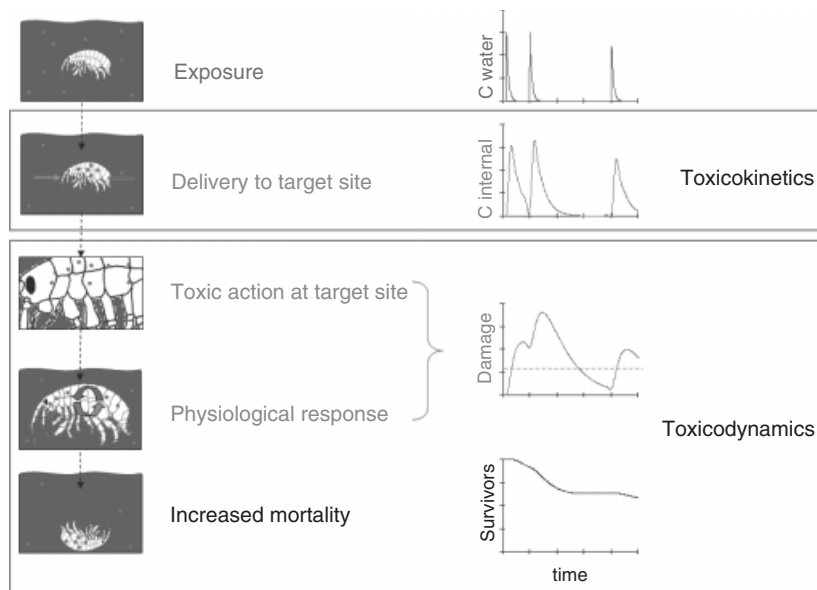 Exposure
C water
Delivery to target site
C internal
Toxicokinetics
Toxic action at target site
Damage
Physiological response
Toxicodynamics
Increased mortality
Survivors
time